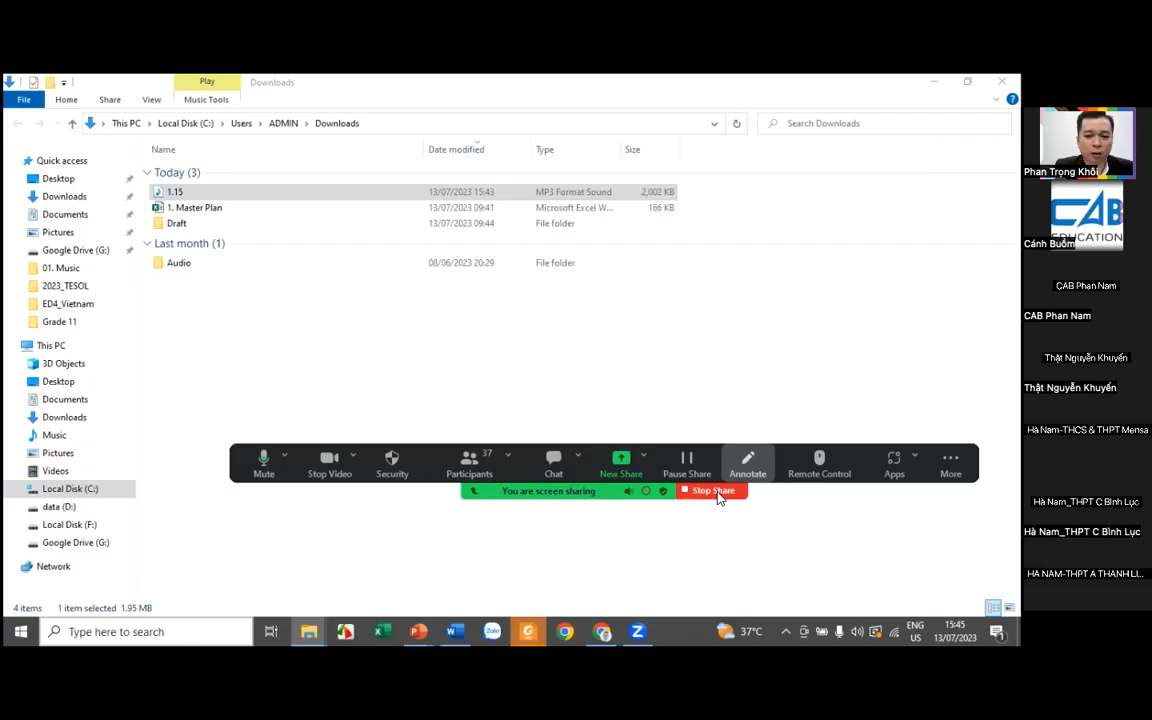 Play
Downloads
File
Home
Share
View
Music Tools
This PC
Local Disk (C:)
Users
ADMIN
Downloads
Search Downloads
Name
Date modified
Type
Size
Quick access
Desktop
Downloads
Documents
Pictures
Google Drive (G:)
01. Music
2023_TESOL
ED4_Vietnam
Grade 11
This PC
3D Objects
Desktop
Documents
Downloads
Music
Pictures
Videos
Local Disk (C:)
data (D:)
Local Disk (F:)
Google Drive (G:)
Network
Today (3)
1.15 13/07/2023 15:43 MP3 Format Sound 2,002 KB
1. Master Plan 13/07/2023 09:41 Microsoft Excel W... 166 KB
Draft 13/07/2023 09:44 File folder
Last month (1)
Audio 08/06/2023 20:29 File folder
Mute
Stop Video
Security
Participants
37
Chat
New Share
Pause Share
Annotate
Remote Control
Apps
More
You are screen sharing
Stop Share
4 items 1 item selected 1.95 MB
Type here to search
37°C
ENG
US
15:45
13/07/2023
Phan Trọng Khôi
CAB
EDUCATION
Cánh Buồm
CAB Phan Nam
CAB Phan Nam
Thật Nguyễn Khuyến
Thật Nguyễn Khuyến
Hà Nam-THCS & THPT Mensa
Hà Nam_THPT C Bình Lục
Hà Nam_THPT C Bình Lục
HÀ NAM-THPT A THANH LI...